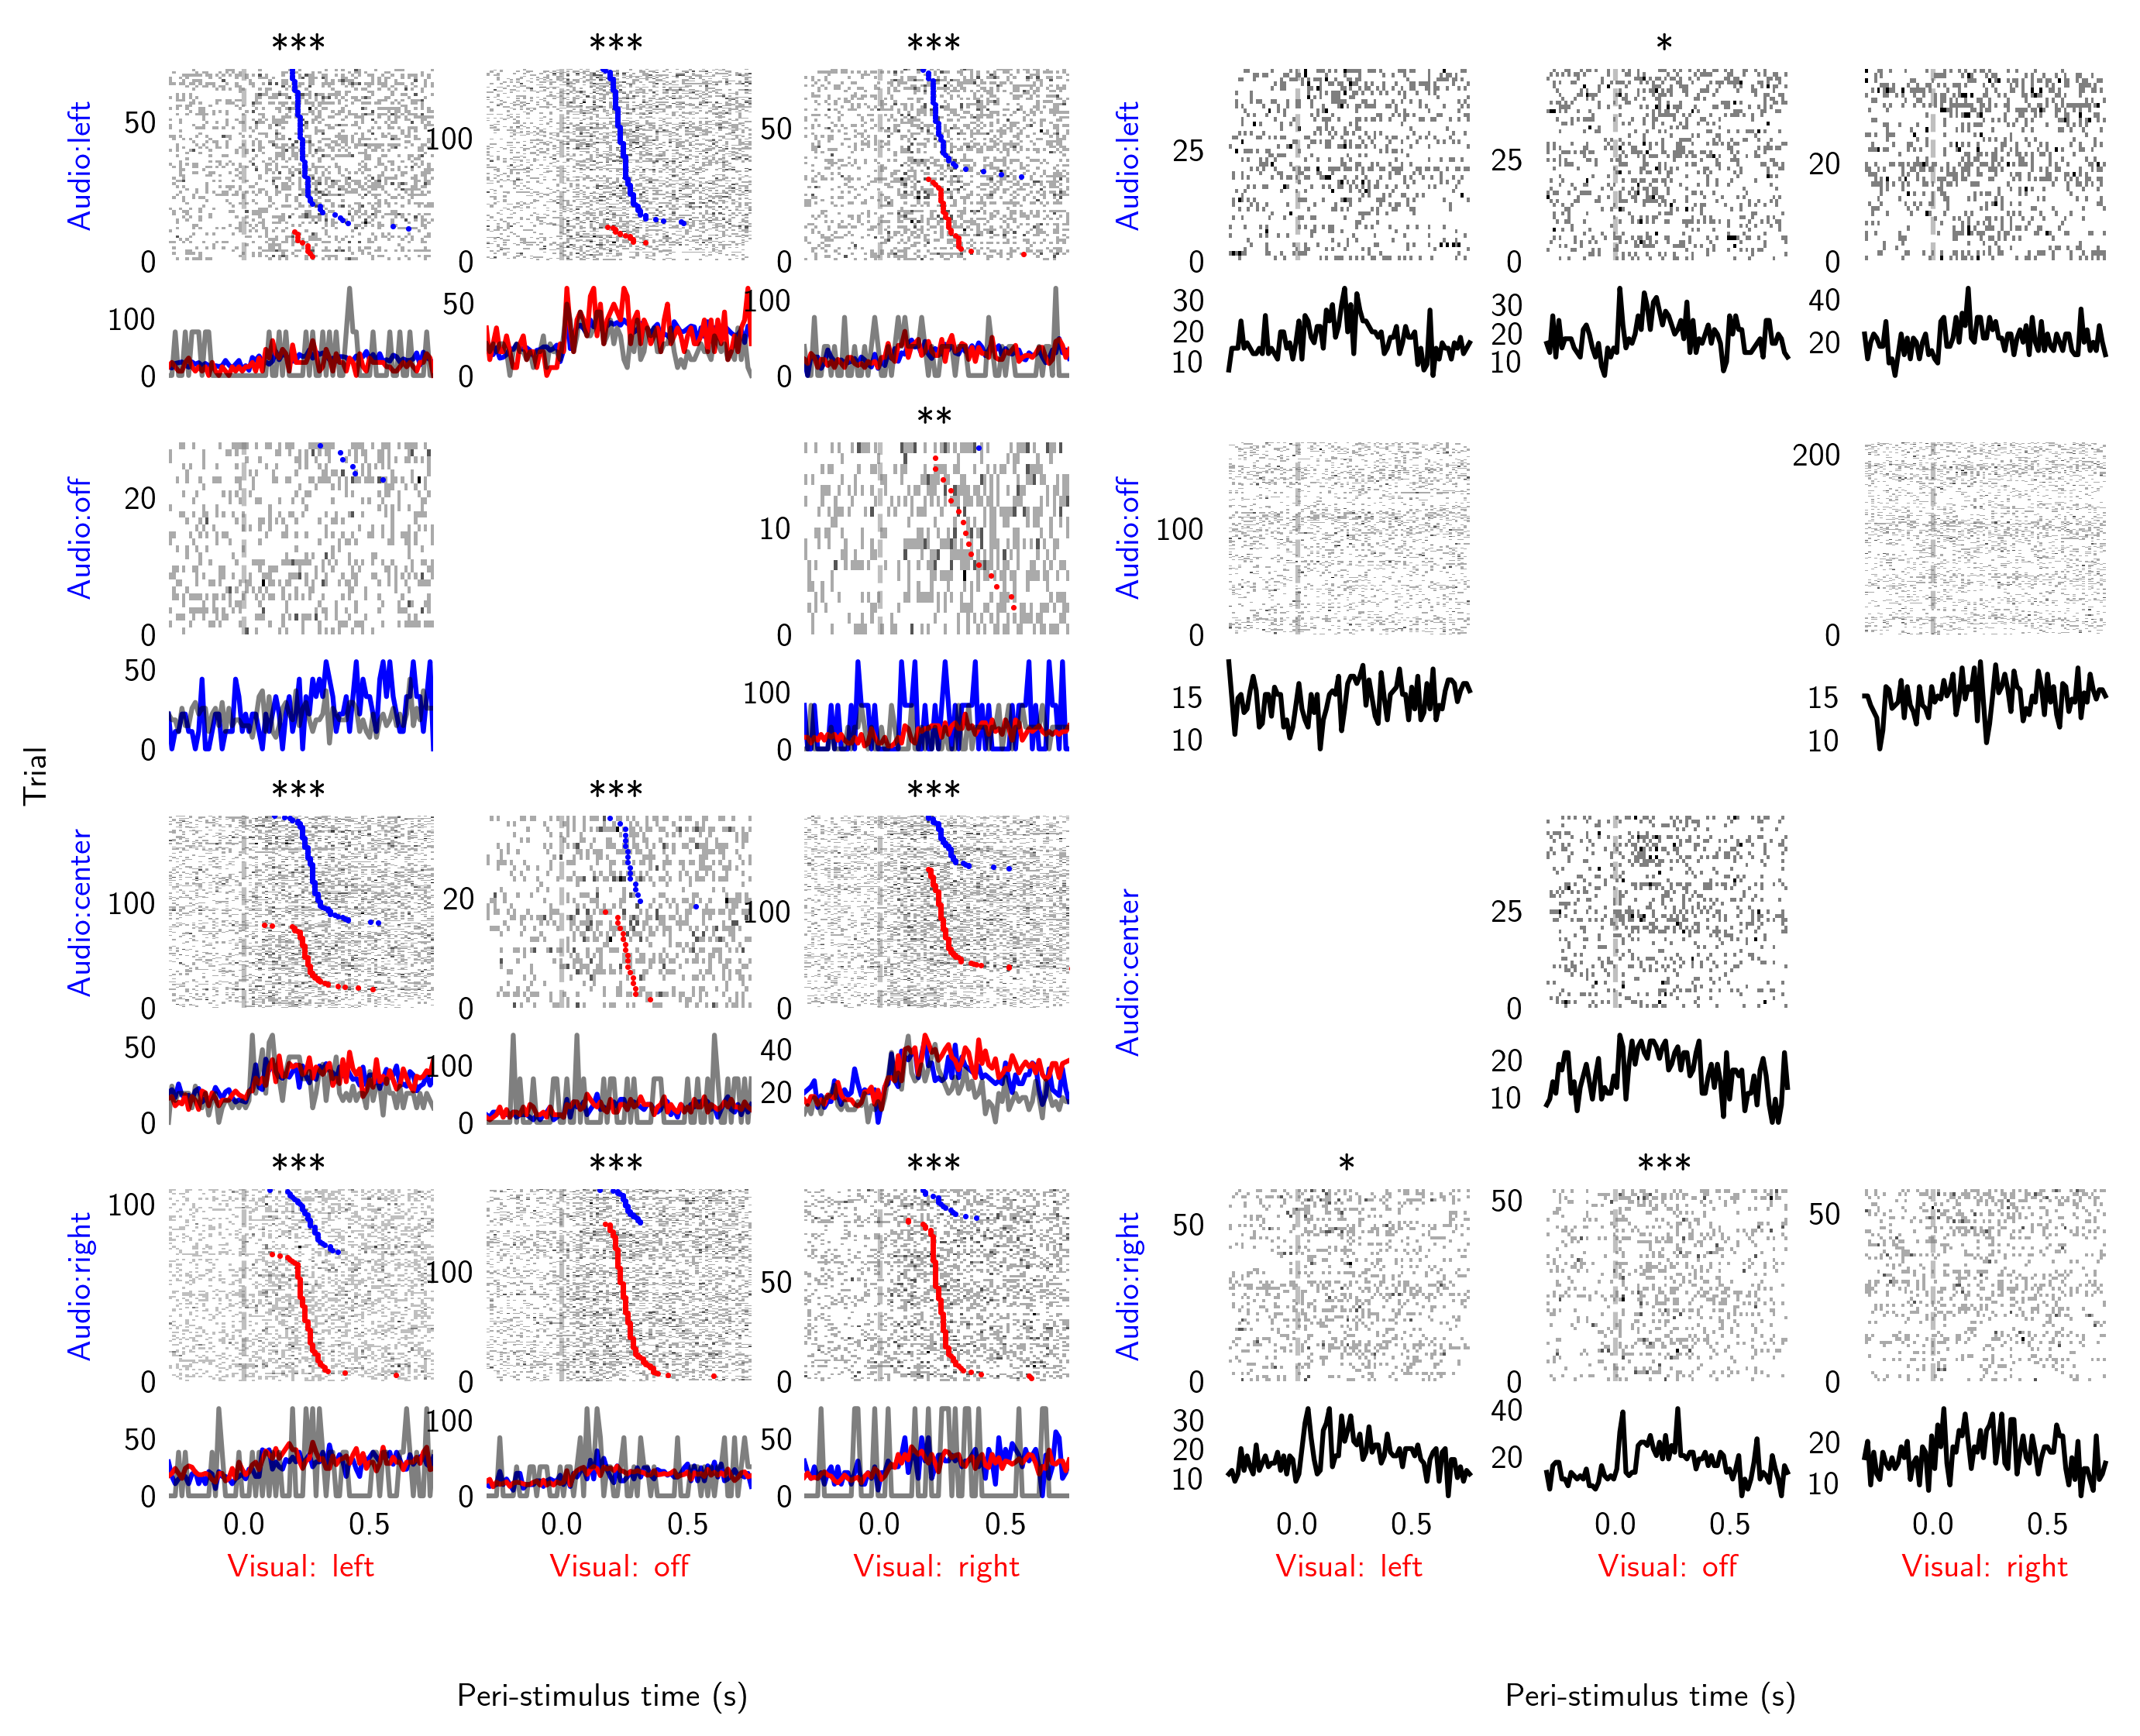 *** *** *** *
Audio:left 50 0 100 0 50 0 Audio:left 25 0 25 0 20 0
100 0 50 0 100 0 30 20 10 30 20 10 40 20
**
Audio:off 20 0 10 0 Audio:off 100 0 200 0
50 0 100 0 15 10 15 10
Trial
*** *** ***
Audio:center 100 0 20 0 100 0 Audio:center 25 0
50 0 100 0 40 20 20 10
*** *** *** * ***
Audio:right 100 0 100 0 50 0 Audio:right 50 0 50 0 50 0
50 0 100 0 50 0 30 20 10 40 20 20 10
0.0 0.5 0.0 0.5 0.0 0.5 0.0 0.5 0.0 0.5 0.0 0.5
Visual: left Visual: off Visual: right Visual: left Visual: off Visual: right
Peri-stimulus time (s) Peri-stimulus time (s)